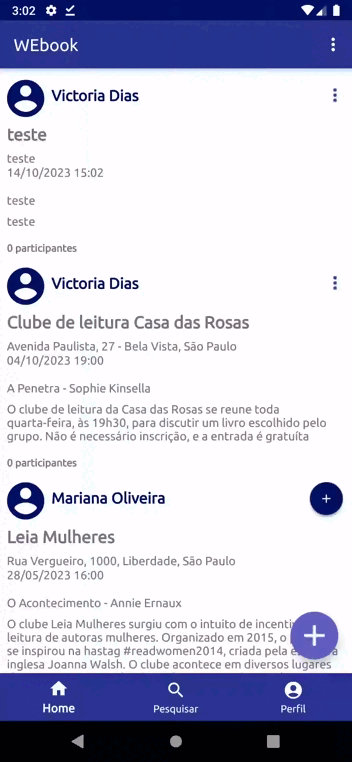 3:02
WEbook
Victoria Dias
teste
teste
14/10/2023 15:02
teste
teste
0 participantes
Victoria Dias
Clube de leitura Casa das Rosas
Avenida Paulista, 27 - Bela Vista, São Paulo
04/10/2023 19:00
A Penetra - Sophie Kinsella
O clube de leitura da Casa das Rosas se reune toda
quarta-feira, às 19h30, para discutir um livro escolhido pelo
grupo. Não é necessário inscrição, e a entrada é gratuíta
0 participantes
Mariana Oliveira
Leia Mulheres
Rua Vergueiro, 1000, Liberdade, São Paulo
28/05/2023 16:00
O Acontecimento - Annie Ernaux
O clube Leia Mulheres surgiu com o intuito de
leitura de autoras mulheres. Organizado em 2015, o
se inspirou na hastag #readwomen2014, criada pela
inglesa Joanna Walsh. O clube acontece em diversos lugares
Home
Pesquisar
Perfil